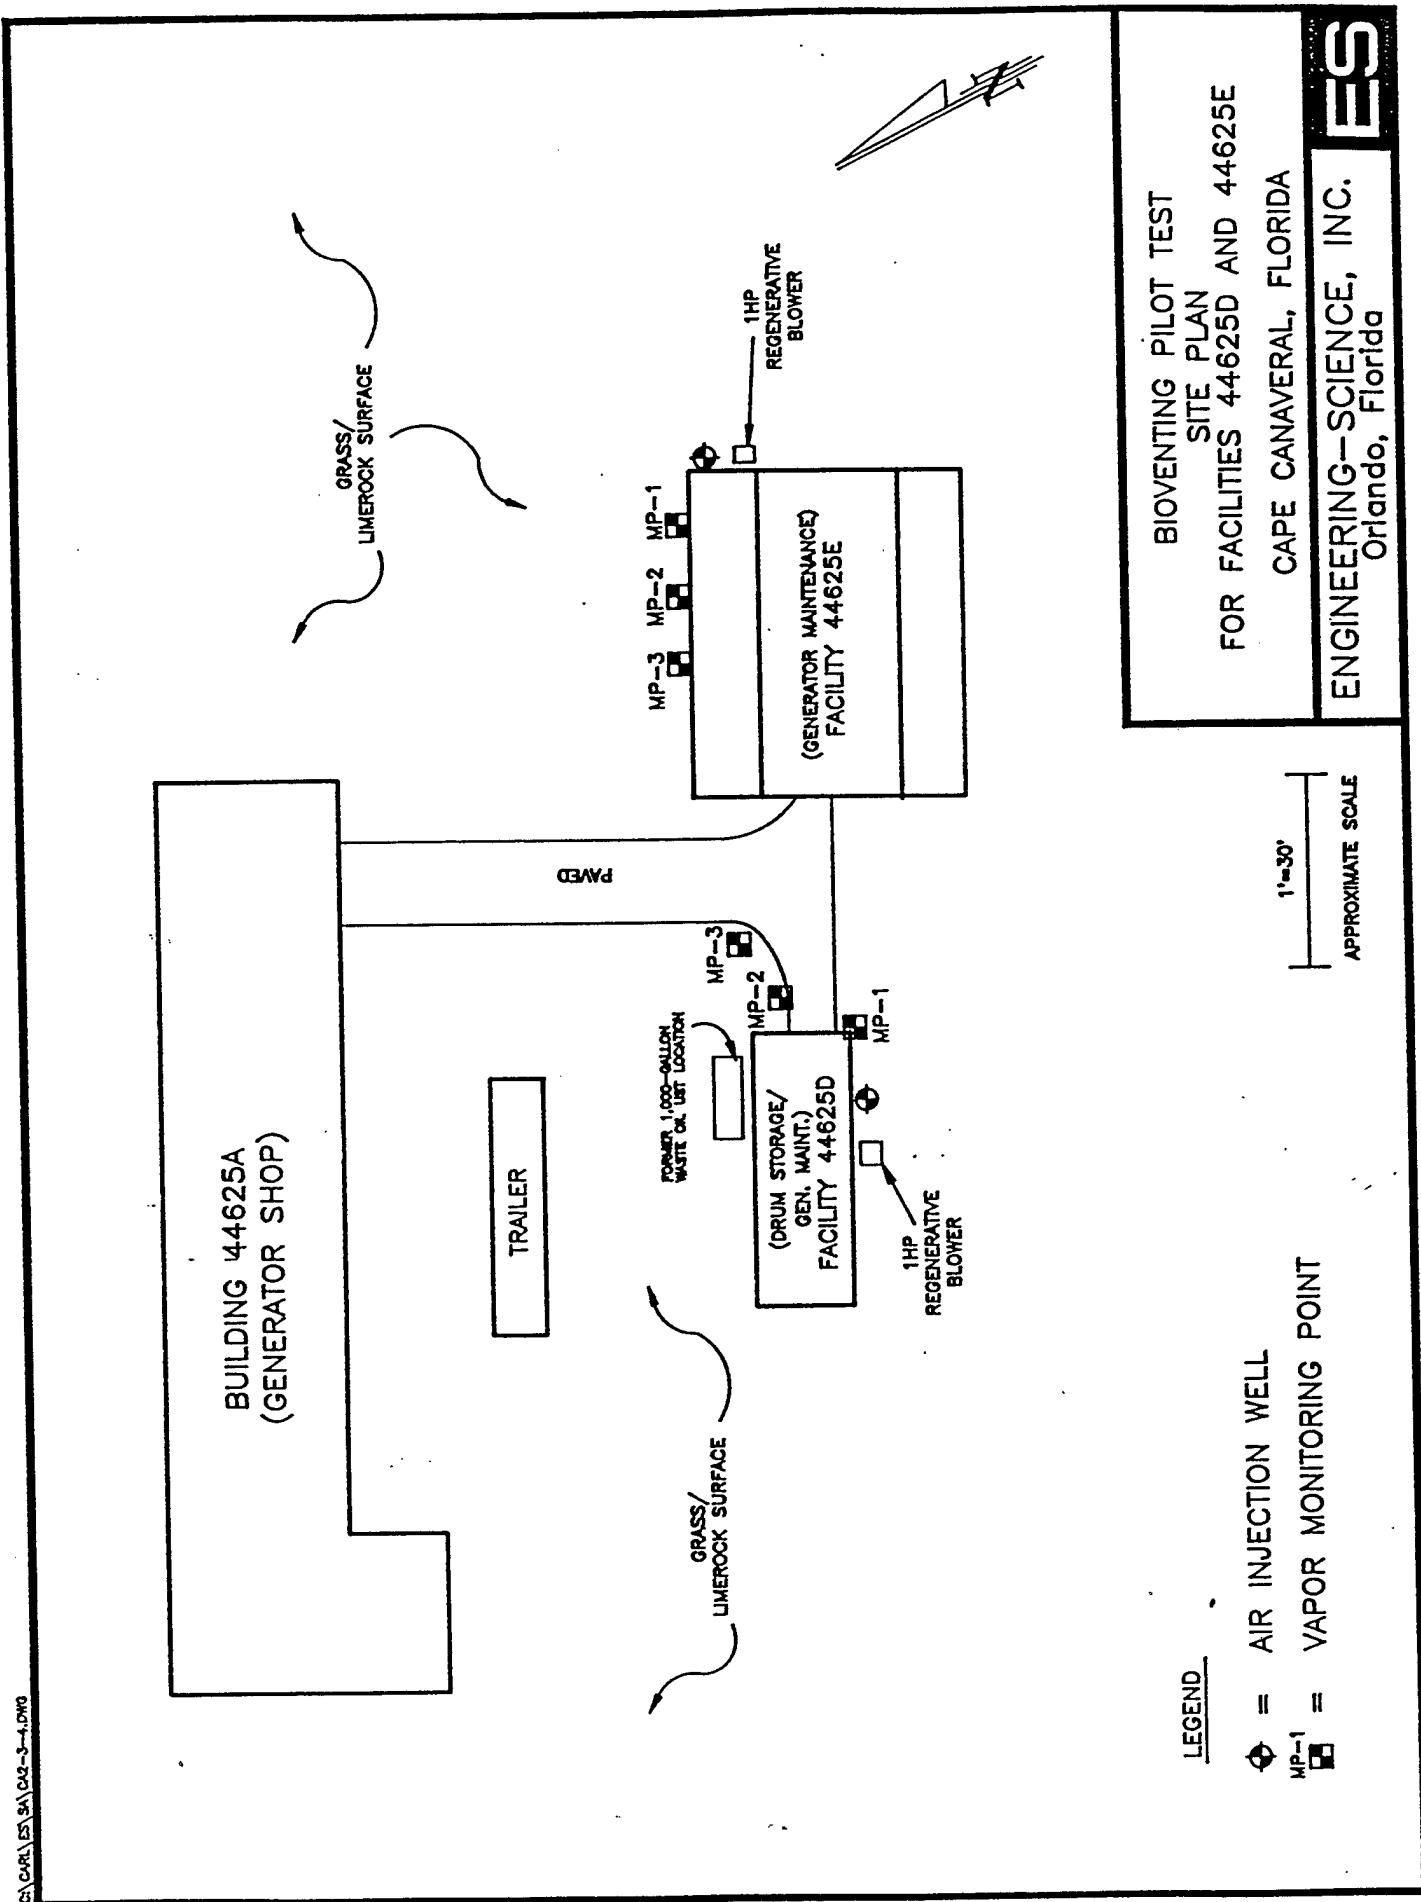 C:\CARL\ES\SA\CA2-3-4.DWG
BUILDING 44625A
(GENERATOR SHOP)
TRAILER
GRASS/
LIMEROCK SURFACE
N
PAVED
FORMER 1,000-GALLON
WASTE OIL UST LOCATION
MP-3
MP-2
MP-1
(DRUM STORAGE/
GEN. MAINT.)
FACILITY 44625D
1HP
REGENERATIVE
BLOWER
GRASS/
LIMEROCK SURFACE
MP-3
MP-2
MP-1
(GENERATOR MAINTENANCE)
FACILITY 44625E
1HP
REGENERATIVE
BLOWER
LEGEND
= AIR INJECTION WELL
MP-1
= VAPOR MONITORING POINT
1"=30'
APPROXIMATE SCALE
BIOVENTING PILOT TEST
SITE PLAN
FOR FACILITIES 44625D AND 44625E
CAPE CANAVERAL, FLORIDA
ENGINEERING-SCIENCE, INC.
Orlando, Florida
ES